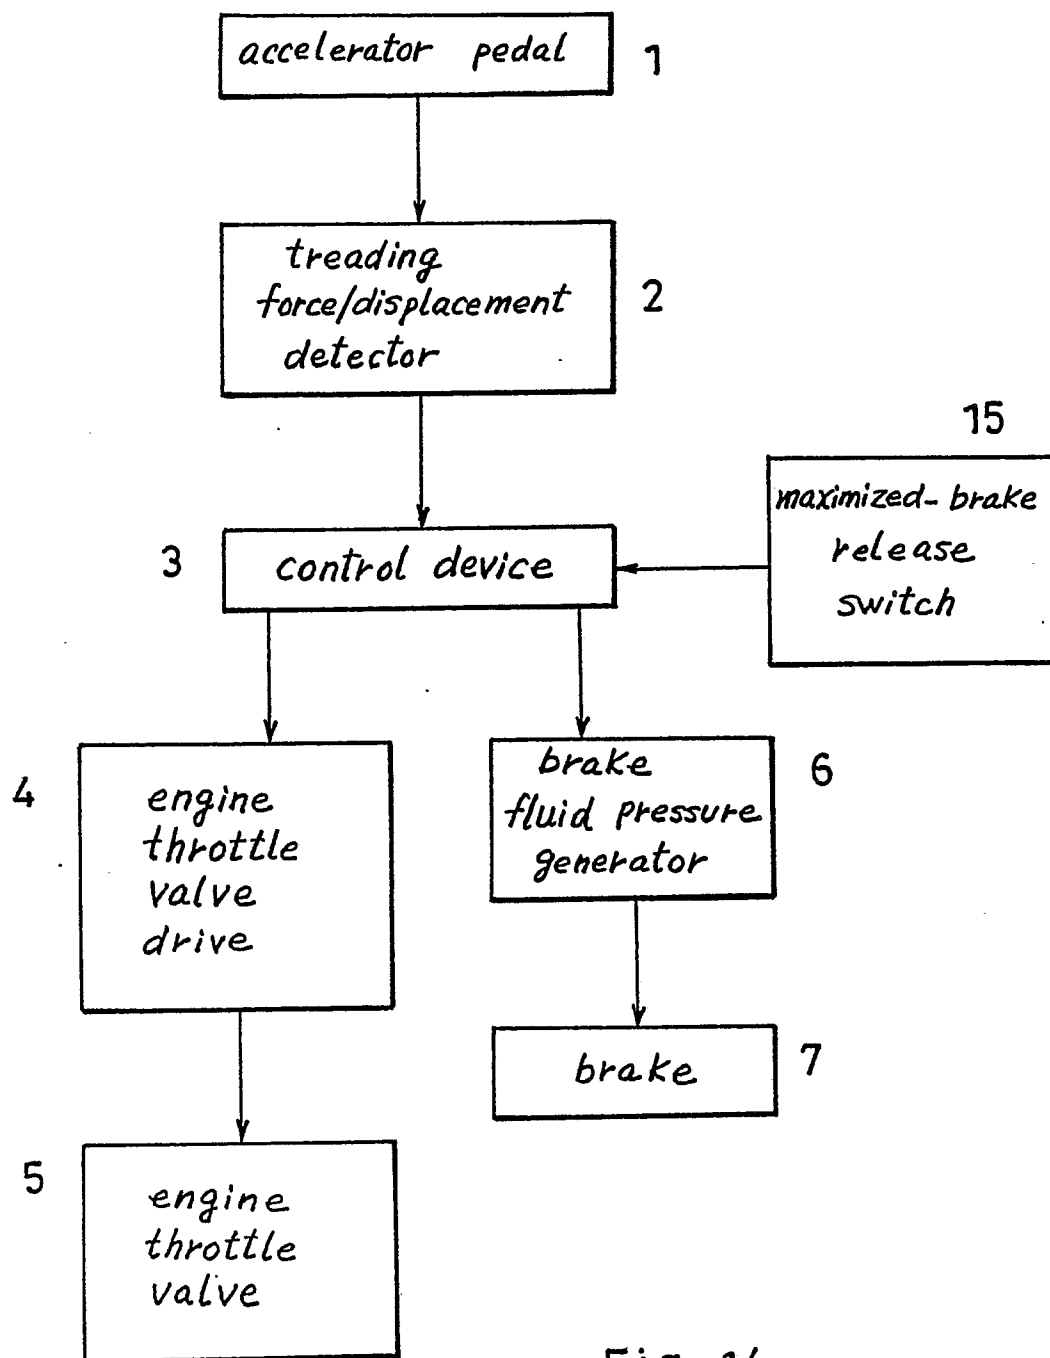 accelerator pedal
1
treading
force/displacement
detector
2
15
maximized-brake
release
switch
3
control device
4
engine
throttle
valve
drive
brake
fluid pressure
generator
6
brake
7
5
engine
throttle
valve